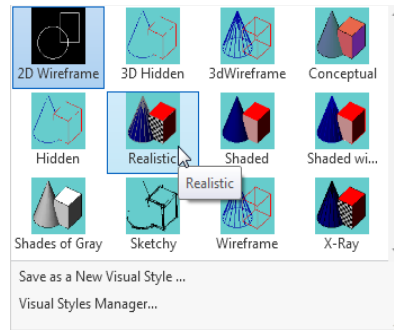 2D Wireframe 3D Hidden 3dWireframe Conceptual
Hidden Realistic Shaded Shaded wi...
Realistic
Shades of Gray Sketchy Wireframe X-Ray
Save as a New Visual Style ...
Visual Styles Manager...